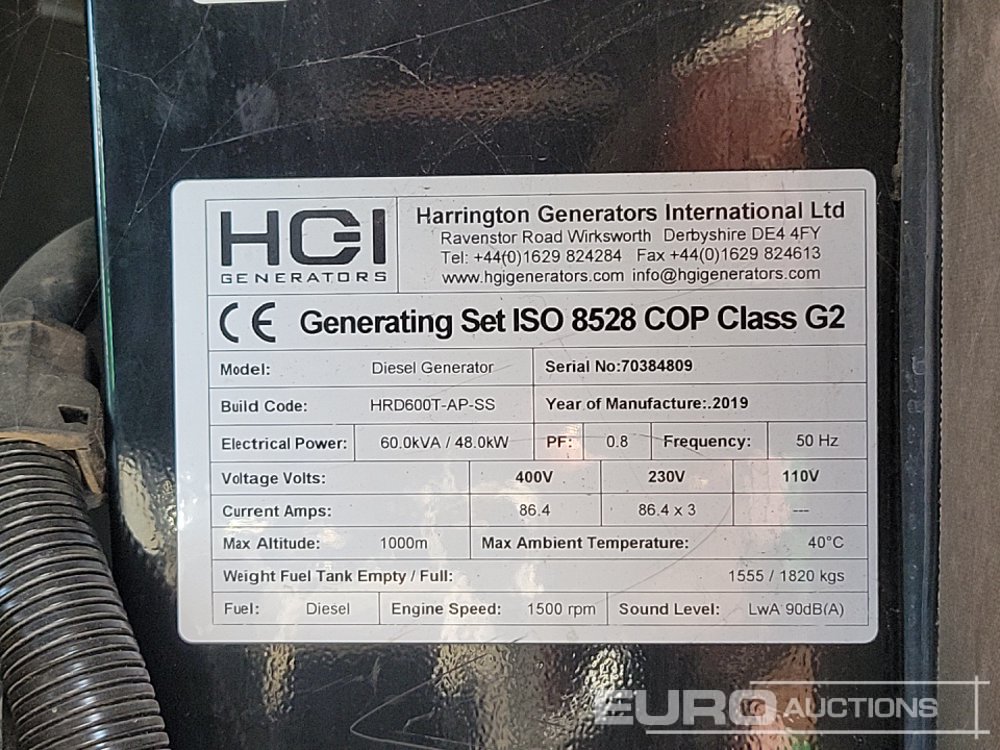 HGI
GENERATORS
Harrington Generators International Ltd
Ravenstor Road Wirksworth Derbyshire DE4 4FY
Tel: +44(0)1629 824284 Fax +44(0)1629 824613
www.hgigenerators.com info@hgigenerators.com
CE Generating Set ISO 8528 COP Class G2
Model: Diesel Generator Serial No:70384809
Build Code: HRD600T-AP-SS Year of Manufacture:.2019
Electrical Power: 60.0kVA / 48.0kW PF: 0.8 Frequency: 50 Hz
Voltage Volts: 400V 230V 110V
Current Amps: 86.4 86.4 x 3 ---
Max Altitude: 1000m Max Ambient Temperature: 40°C
Weight Fuel Tank Empty / Full: 1555 / 1820 kgs
Fuel: Diesel Engine Speed: 1500 rpm Sound Level: LwA 90dB(A)
EURO AUCTIONS